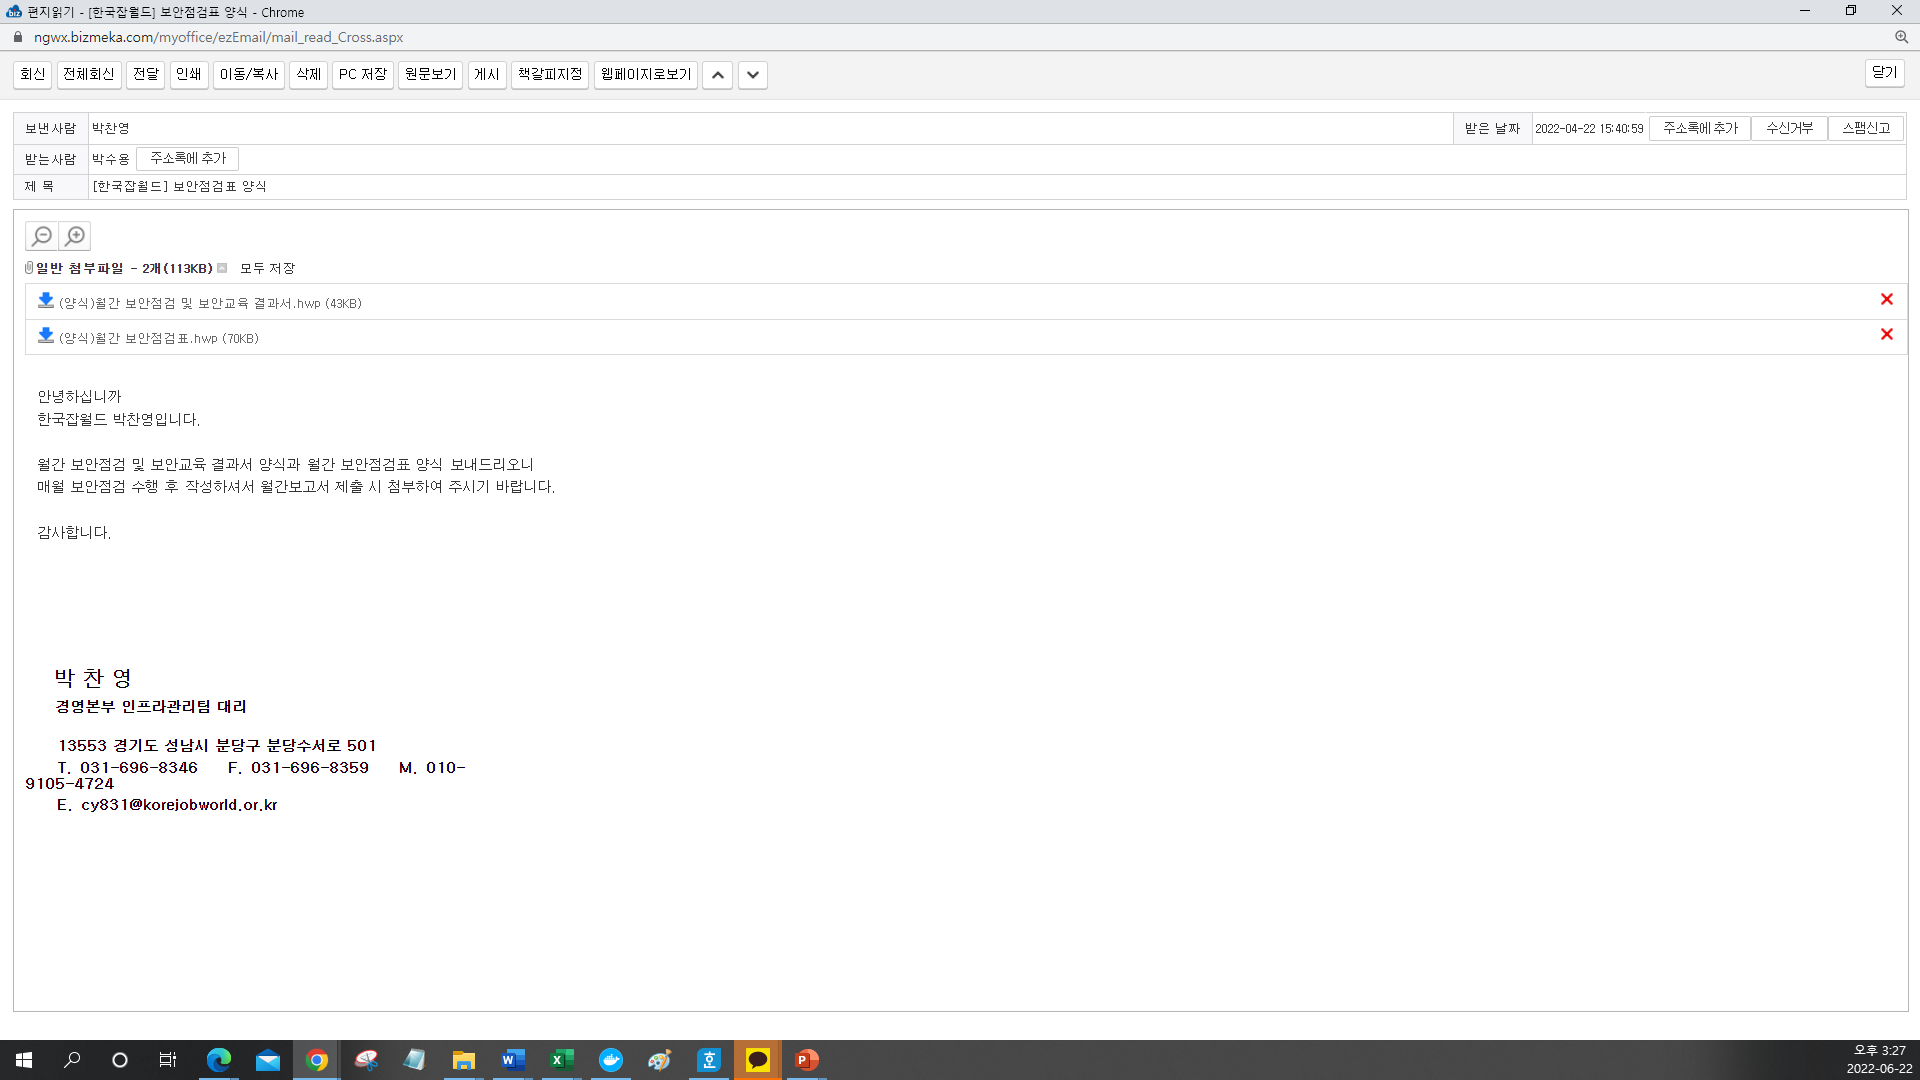 편지읽기 - [한국잡월드] 보안점검표 양식 - Chrome
ngwx.bizmeka.com/myoffice/ezEmail/mail_read_Cross.aspx
회신 전체회신 전달 인쇄 이동/복사 삭제 PC 저장 원문보기 게시 책갈피지정 웹페이지로보기 닫기
보낸사람 박찬영 받은 날짜 2022-04-22 15:40:59 주소록에 추가 수신거부 스팸신고
받는사람 박수용 주소록에 추가
제 목 [한국잡월드] 보안점검표 양식
일반 첨부파일 - 2개(113KB) 모두 저장
(양식)월간 보안점검 및 보안교육 결과서.hwp (43KB)
(양식)월간 보안점검표.hwp (70KB)
안녕하십니까
한국잡월드 박찬영입니다.
월간 보안점검 및 보안교육 결과서 양식과 월간 보안점검표 양식 보내드리오니
매월 보안점검 수행 후 작성하셔서 월간보고서 제출 시 첨부하여 주시기 바랍니다.
감사합니다.
박 찬 영
경영본부 인프라관리팀 대리
13553 경기도 성남시 분당구 분당수서로 501
T. 031-696-8346 F. 031-696-8359 M. 010-
9105-4724
E. cy831@korejobworld.or.kr
오후 3:27
2022-06-22